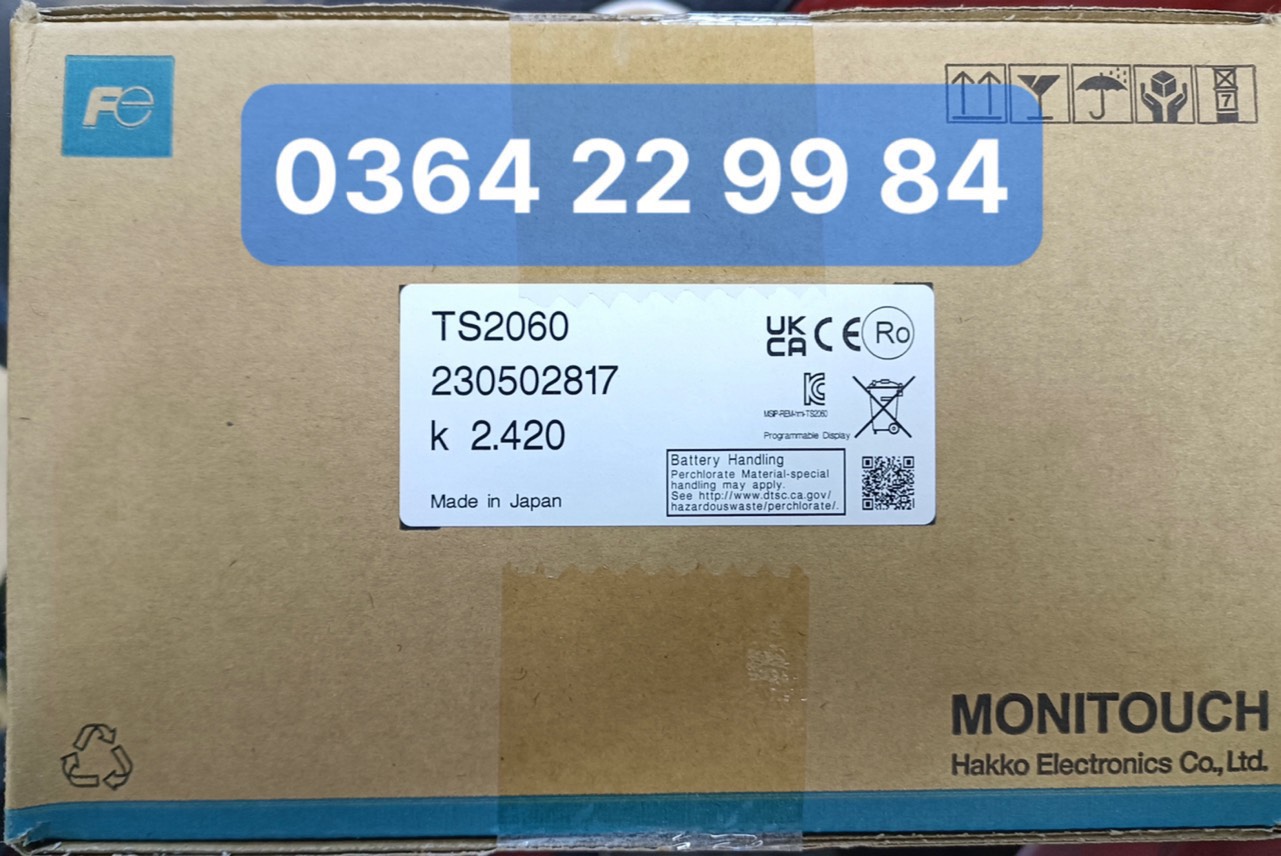 Fe
0364 22 99 84
7
TS2060
230502817
k 2.420
Made in Japan
UK
CA
CE
Ro
Programmable Display
Battery Handling
Perchlorate Material-special
handling may apply.
See http://www.dtsc.ca.gov/
hazardouswaste/perchlorate/.
MONITOUCH
Hakko Electronics Co., Ltd.